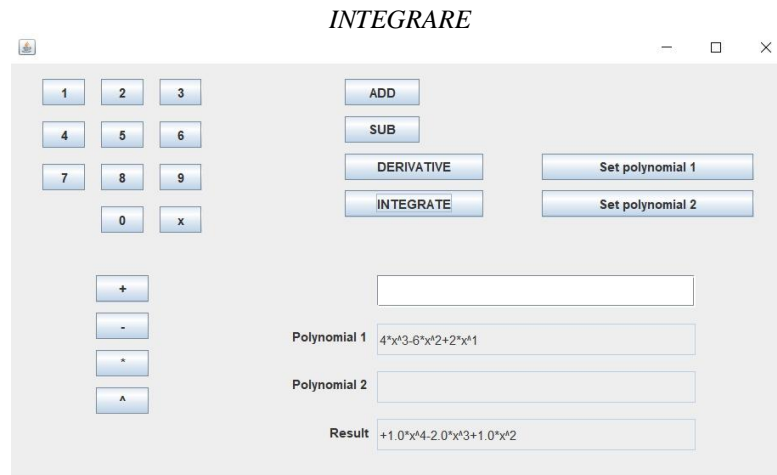 INTEGRARE
1 2 3 ADD
4 5 6 SUB
7 8 9 DERIVATIVE Set polynomial 1
0 x INTEGRATE Set polynomial 2
+
-
Polynomial 1 4*x^3-6*x^2+2*x^1
*
Polynomial 2
^
Result +1.0*x^4-2.0*x^3+1.0*x^2